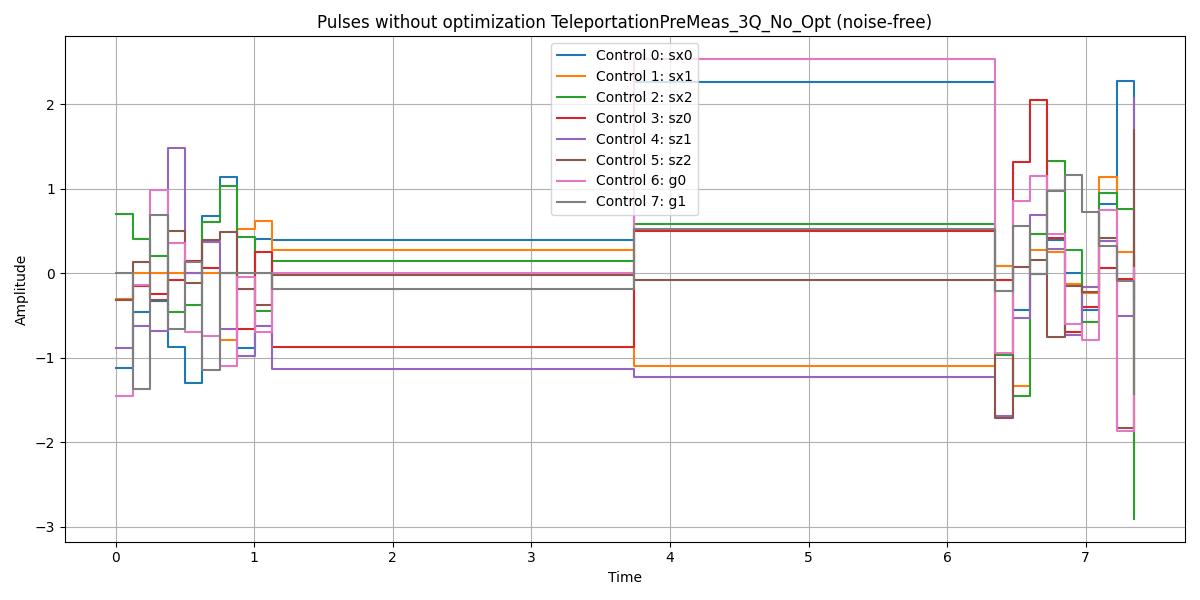 Pulses without optimization TeleportationPreMeas_3Q_No_Opt (noise-free)
Control 0: sx0
Control 1: sx1
Control 2: sx2
Control 3: sz0
Control 4: sz1
Control 5: sz2
Control 6: g0
Control 7: g1
Amplitude
2
1
0
−1
−2
−3
0 1 2 3 4 5 6 7
Time